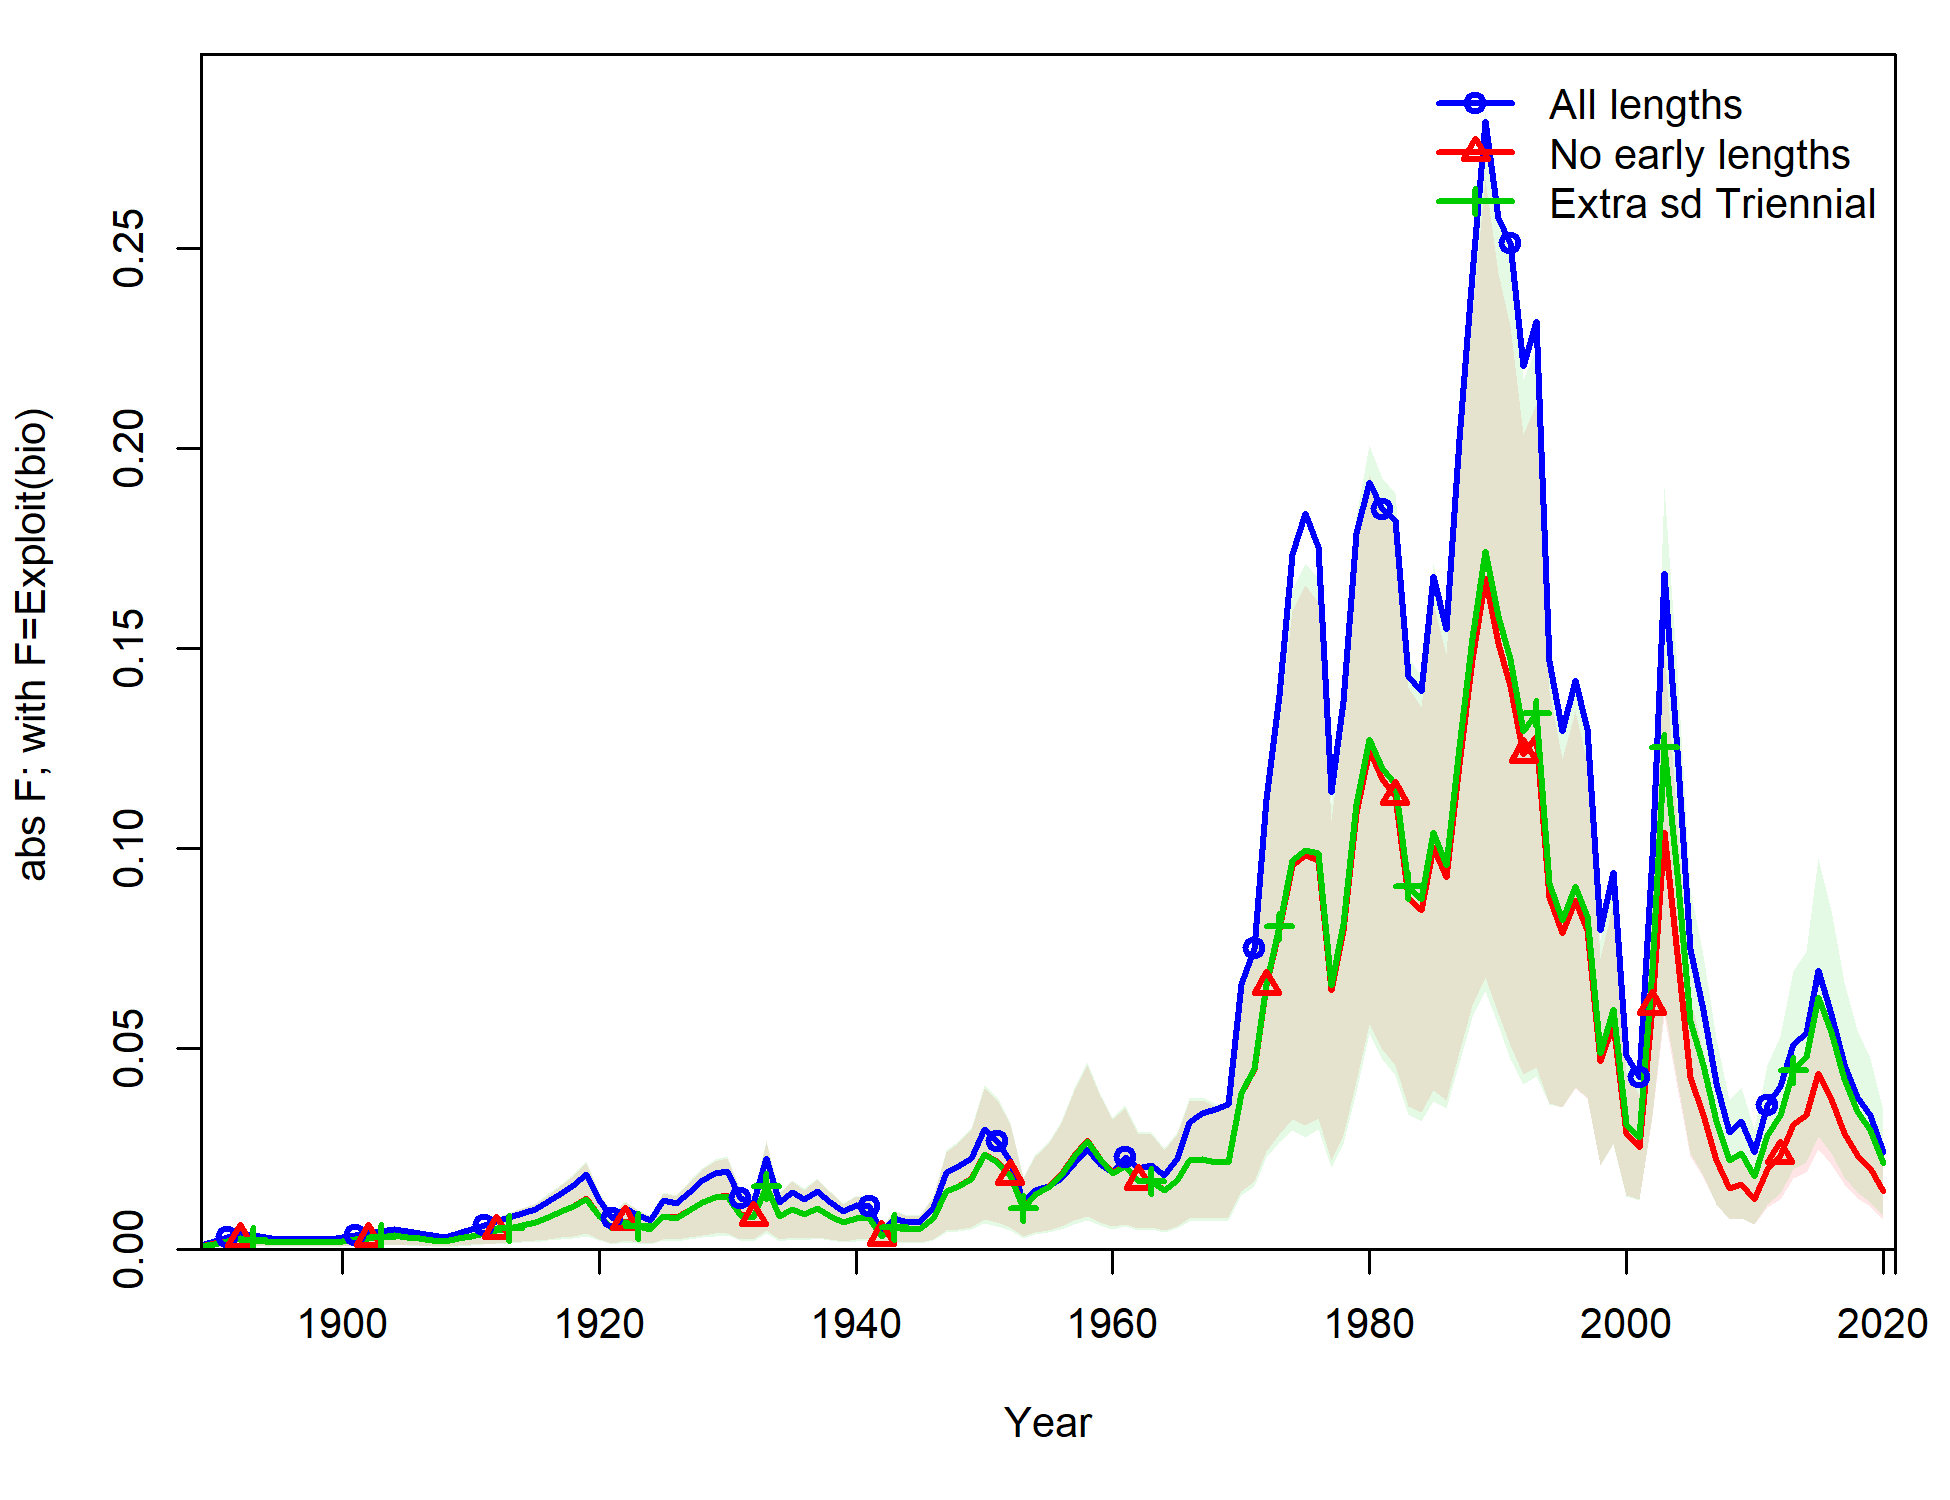 All lengths
No early lengths
Extra sd Triennial
abs F; with F=Exploit(bio)
0.25
0.20
0.15
0.10
0.05
0.00
1900 1920 1940 1960 1980 2000 2020
Year